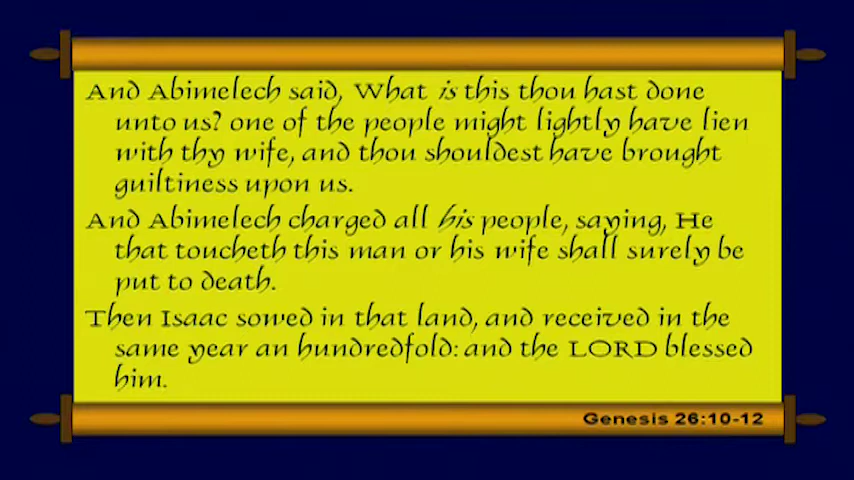 And Abimelech said, What is this thou hast done
unto us? one of the people might lightly have lien
with thy wife, and thou shouldest have brought
guiltiness upon us.
And Abimelech charged all his people, saying, He
that toucheth this man or his wife shall surely be
put to death.
Then Isaac sowed in that land, and received in the
same year an hundredfold: and the LORD blessed
him.
Genesis 26:10-12